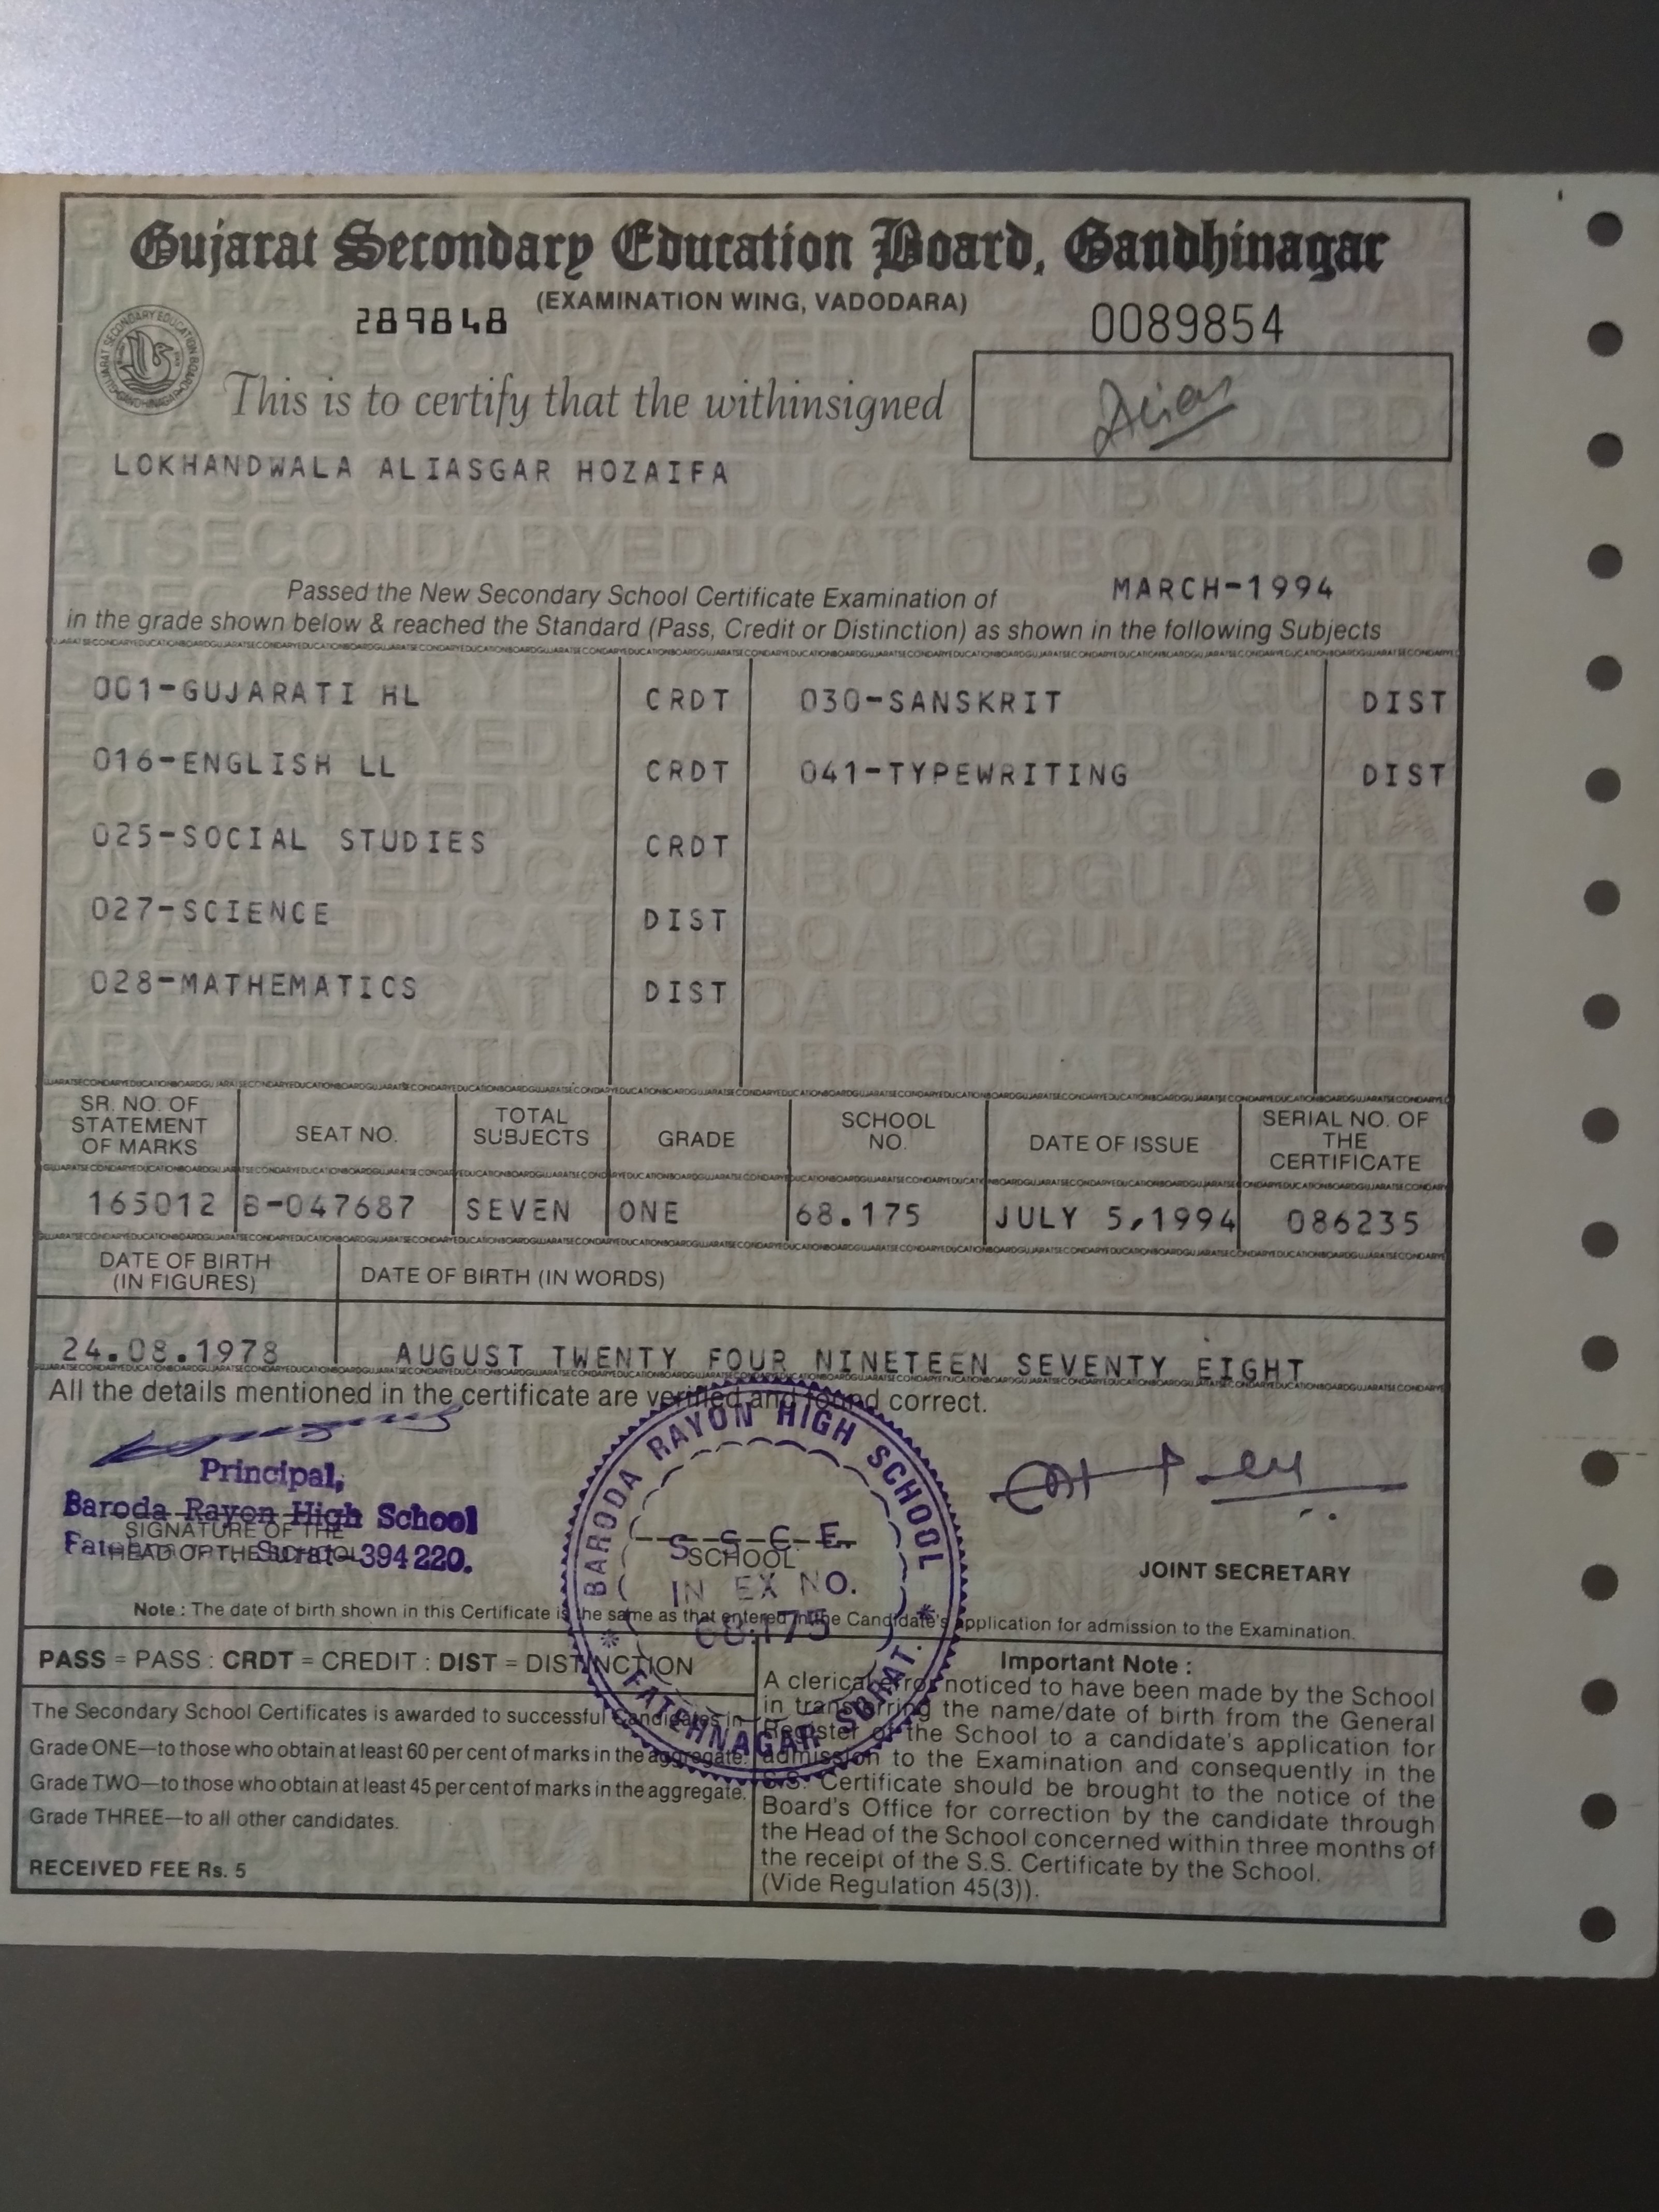 Gujarat Secondary Education Board, Gandhinagar
(EXAMINATION WING, VADODARA)
289848
0089854
GUJARAT SECONDARY EDUCATION BOARD
GANDHINAGAR
This is to certify that the withinsigned
LOKHANDWALA ALIASGAR HOZAIFA
Passed the New Secondary School Certificate Examination of MARCH-1994
in the grade shown below & reached the Standard (Pass, Credit or Distinction) as shown in the following Subjects
001-GUJARATI HL CRDT 030-SANSKRIT DIST
016-ENGLISH LL CRDT 041-TYPEWRITING DIST
025-SOCIAL STUDIES CRDT
027-SCIENCE DIST
028-MATHEMATICS DIST
SR. NO. OF STATEMENT OF MARKS SEAT NO. TOTAL SUBJECTS GRADE SCHOOL NO. DATE OF ISSUE SERIAL NO. OF THE CERTIFICATE
165012 B-047687 SEVEN ONE 68.175 JULY 5,1994 086235
DATE OF BIRTH (IN FIGURES) DATE OF BIRTH (IN WORDS)
24.08.1978 AUGUST TWENTY FOUR NINETEEN SEVENTY EIGHT
All the details mentioned in the certificate are verified and found correct.
Principal,
Baroda Rayon High School
Surat-394220.
SIGNATURE OF THE
HEAD OF THE SCHOOL
BARODA RAYON HIGH SCHOOL
S. S. C. E.
SCHOOL
IN EX NO.
68.175
* FATEHNAGAR SURAT. *
JOINT SECRETARY
Note : The date of birth shown in this Certificate is the same as that entered in the Candidate's application for admission to the Examination.
PASS = PASS : CRDT = CREDIT : DIST = DISTINCTION
The Secondary School Certificates is awarded to successful Candidates in
Grade ONE—to those who obtain at least 60 per cent of marks in the aggregate.
Grade TWO—to those who obtain at least 45 per cent of marks in the aggregate.
Grade THREE—to all other candidates.
RECEIVED FEE Rs. 5
Important Note :
A clerical error noticed to have been made by the School
in transferring the name/date of birth from the General
Register of the School to a candidate's application for
admission to the Examination and consequently in the
S.S. Certificate should be brought to the notice of the
Board's Office for correction by the candidate through
the Head of the School concerned within three months of
the receipt of the S.S. Certificate by the School.
(Vide Regulation 45(3)).